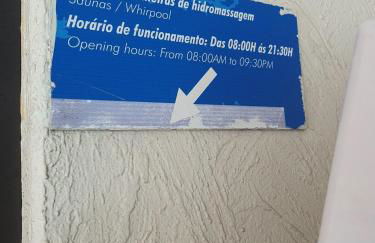 de hidromassagem
Saunas / Whirpool
Horário de funcionamento: Das 08:00H ás 21:30H
Opening hours: From 08:00AM to 09:30PM